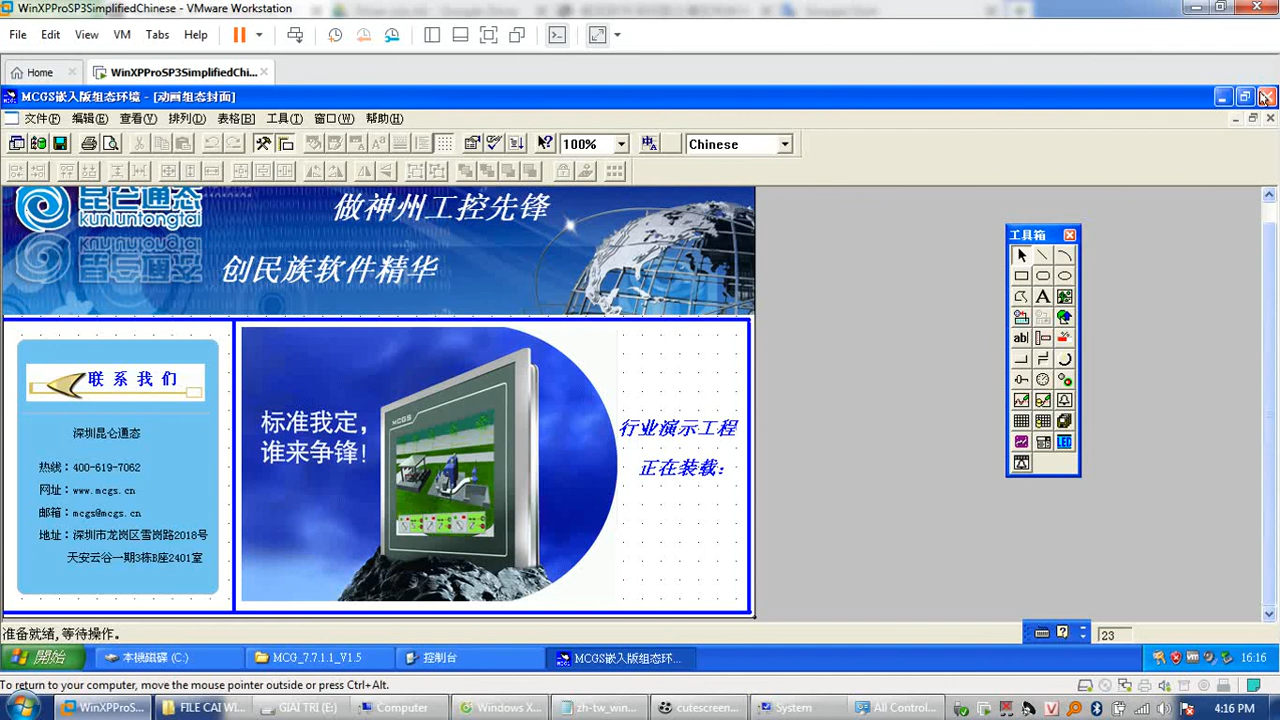 WinXPProSP3SimplifiedChinese - VMware Workstation
File Edit View VM Tabs Help
Home WinXPProSP3SimplifiedChi...
MCGS嵌入版组态环境 - [动画组态封面]
文件(F) 编辑(E) 查看(V) 排列(D) 表格(B) 工具(T) 窗口(W) 帮助(H)
100% Chinese
昆仑通态
kunluntongtai
做神州工控先锋
创民族软件精华
工具箱
A
ab|
LED
联系我们
深圳昆仑通态
热线：400-619-7062
网址：www.mcgs.cn
邮箱：mcgs@mcgs.cn
地址：深圳市龙岗区雪岗路2018号
天安云谷一期3栋B座2401室
标准我定，
谁来争锋！
MCGS
行业演示工程
正在装载：
准备就绪,等待操作。 23
開始 本機磁碟 (C:) MCG_7.7.1.1_V1.5 控制台 MCGS嵌入版组态环... 16:16
To return to your computer, move the mouse pointer outside or press Ctrl+Alt.
WinXPProS... FILE CAI WI... GIAI TRI (E:) Computer Windows X... zh-tw_win... cutescreen... System All Control... 4:16 PM